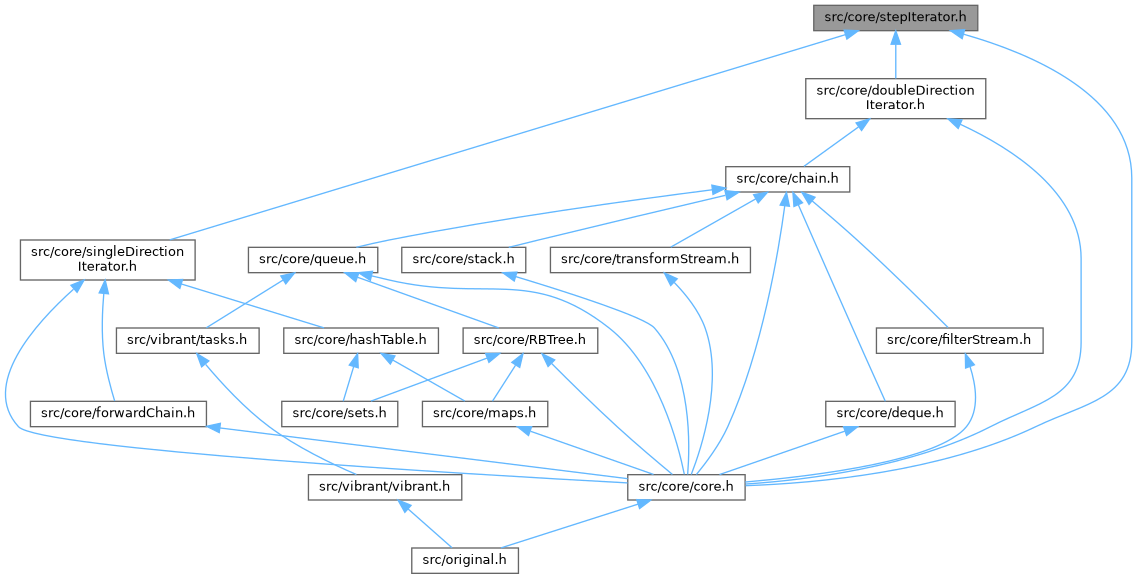 src/core/stepIterator.h
src/core/doubleDirection
Iterator.h
src/core/chain.h
src/core/singleDirection
Iterator.h
src/core/queue.h
src/core/stack.h
src/core/transformStream.h
src/vibrant/tasks.h
src/core/hashTable.h
src/core/RBTree.h
src/core/filterStream.h
src/core/forwardChain.h
src/core/sets.h
src/core/maps.h
src/core/deque.h
src/vibrant/vibrant.h
src/core/core.h
src/original.h